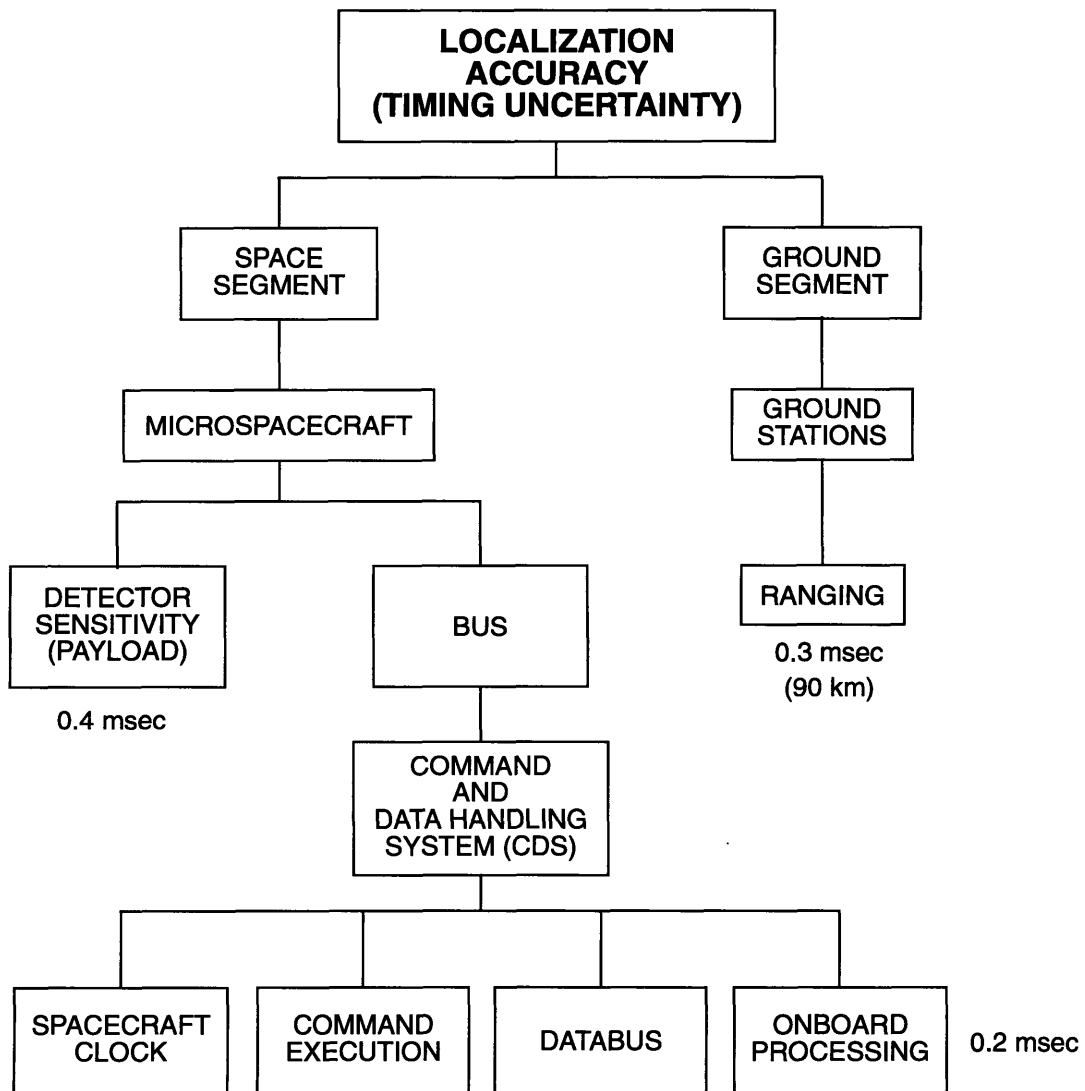 LOCALIZATION
ACCURACY
(TIMING UNCERTAINTY)
SPACE
SEGMENT
GROUND
SEGMENT
MICROSPACECRAFT
GROUND
STATIONS
DETECTOR
SENSITIVITY
(PAYLOAD)
0.4 msec
BUS
RANGING
0.3 msec
(90 km)
COMMAND
AND
DATA HANDLING
SYSTEM (CDS)
SPACECRAFT
CLOCK
COMMAND
EXECUTION
DATABUS
ONBOARD
PROCESSING
0.2 msec